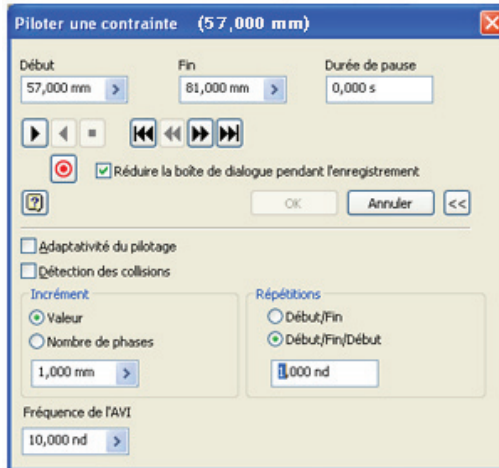 Piloter une contrainte (57,000 mm)
Début Fin Durée de pause
57,000 mm 81,000 mm 0,000 s
Réduire la boîte de dialogue pendant l'enregistrement
OK Annuler <<
Adaptativité du pilotage
Détection des collisions
Incrément Répétitions
Valeur Début/Fin
Nombre de phases Début/Fin/Début
1,000 mm 1,000 nd
Fréquence de l'AVI
10,000 nd